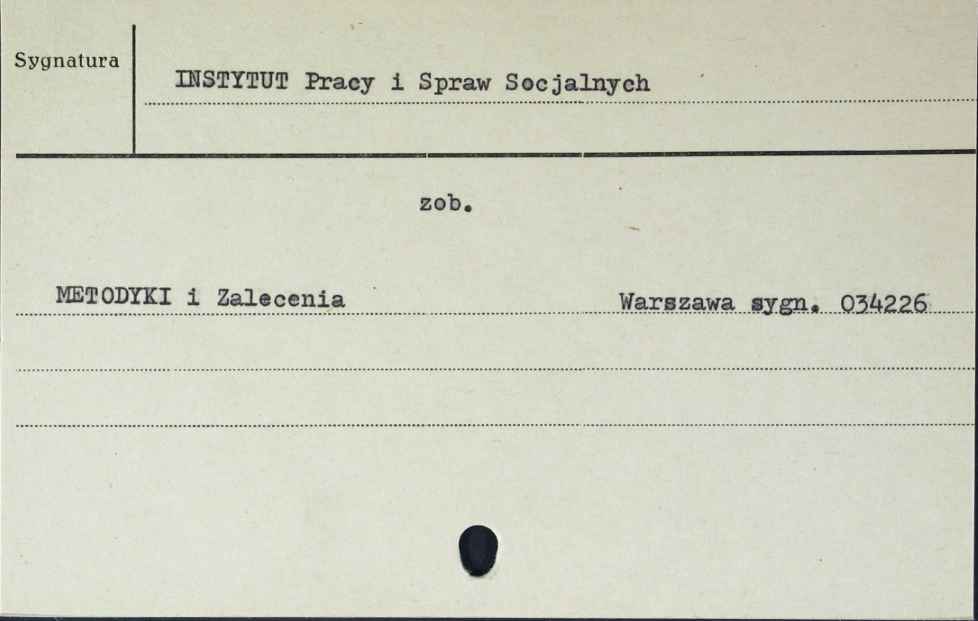 Sygnatura
INSTYTUT Pracy i Spraw Socjalnych
zob.
METODYKI i Zalecenia Warszawa sygn. 034226